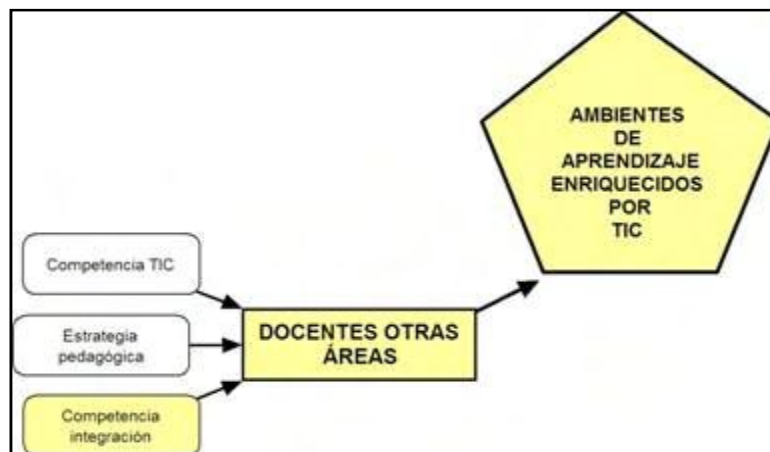 AMBIENTES
DE
APRENDIZAJE
ENRIQUECIDOS
POR
TIC
Competencia TIC
Estrategia
pedagógica
Competencia
integración
DOCENTES OTRAS
ÁREAS